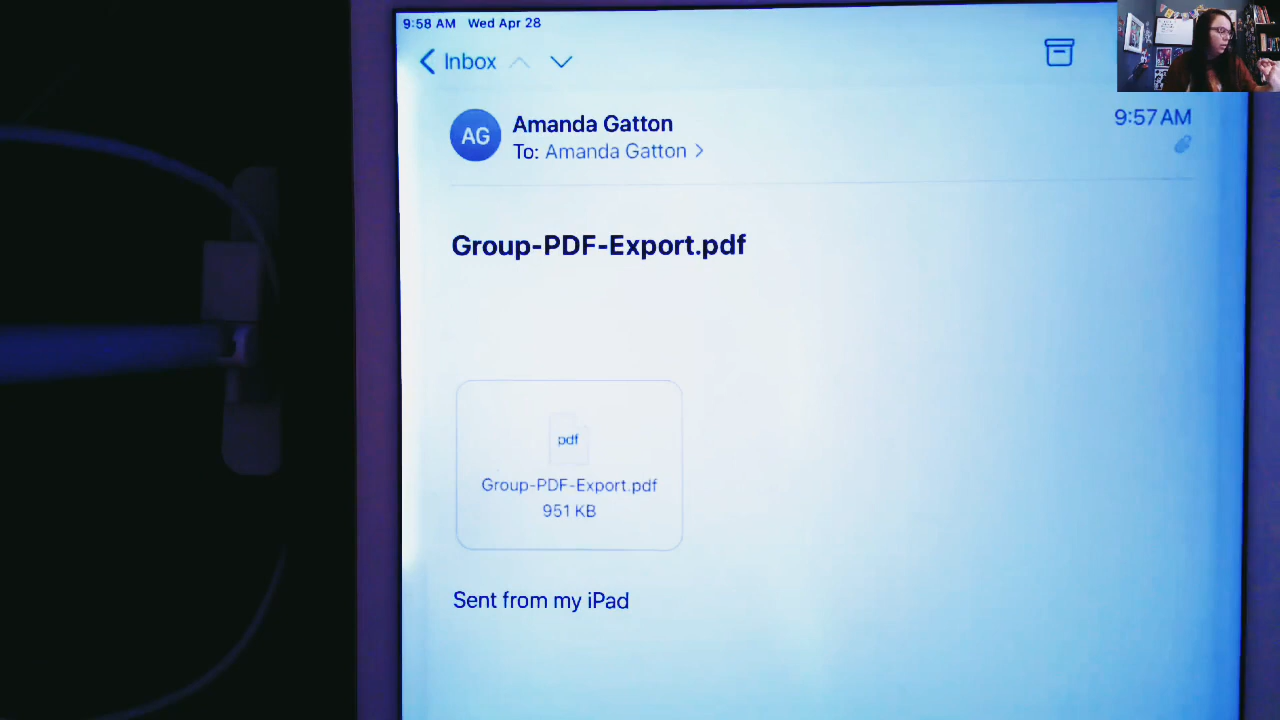 9:58 AM Wed Apr 28
Inbox
AG
Amanda Gatton
9:57 AM
To: Amanda Gatton
Group-PDF-Export.pdf
pdf
Group-PDF-Export.pdf
951 KB
Sent from my iPad